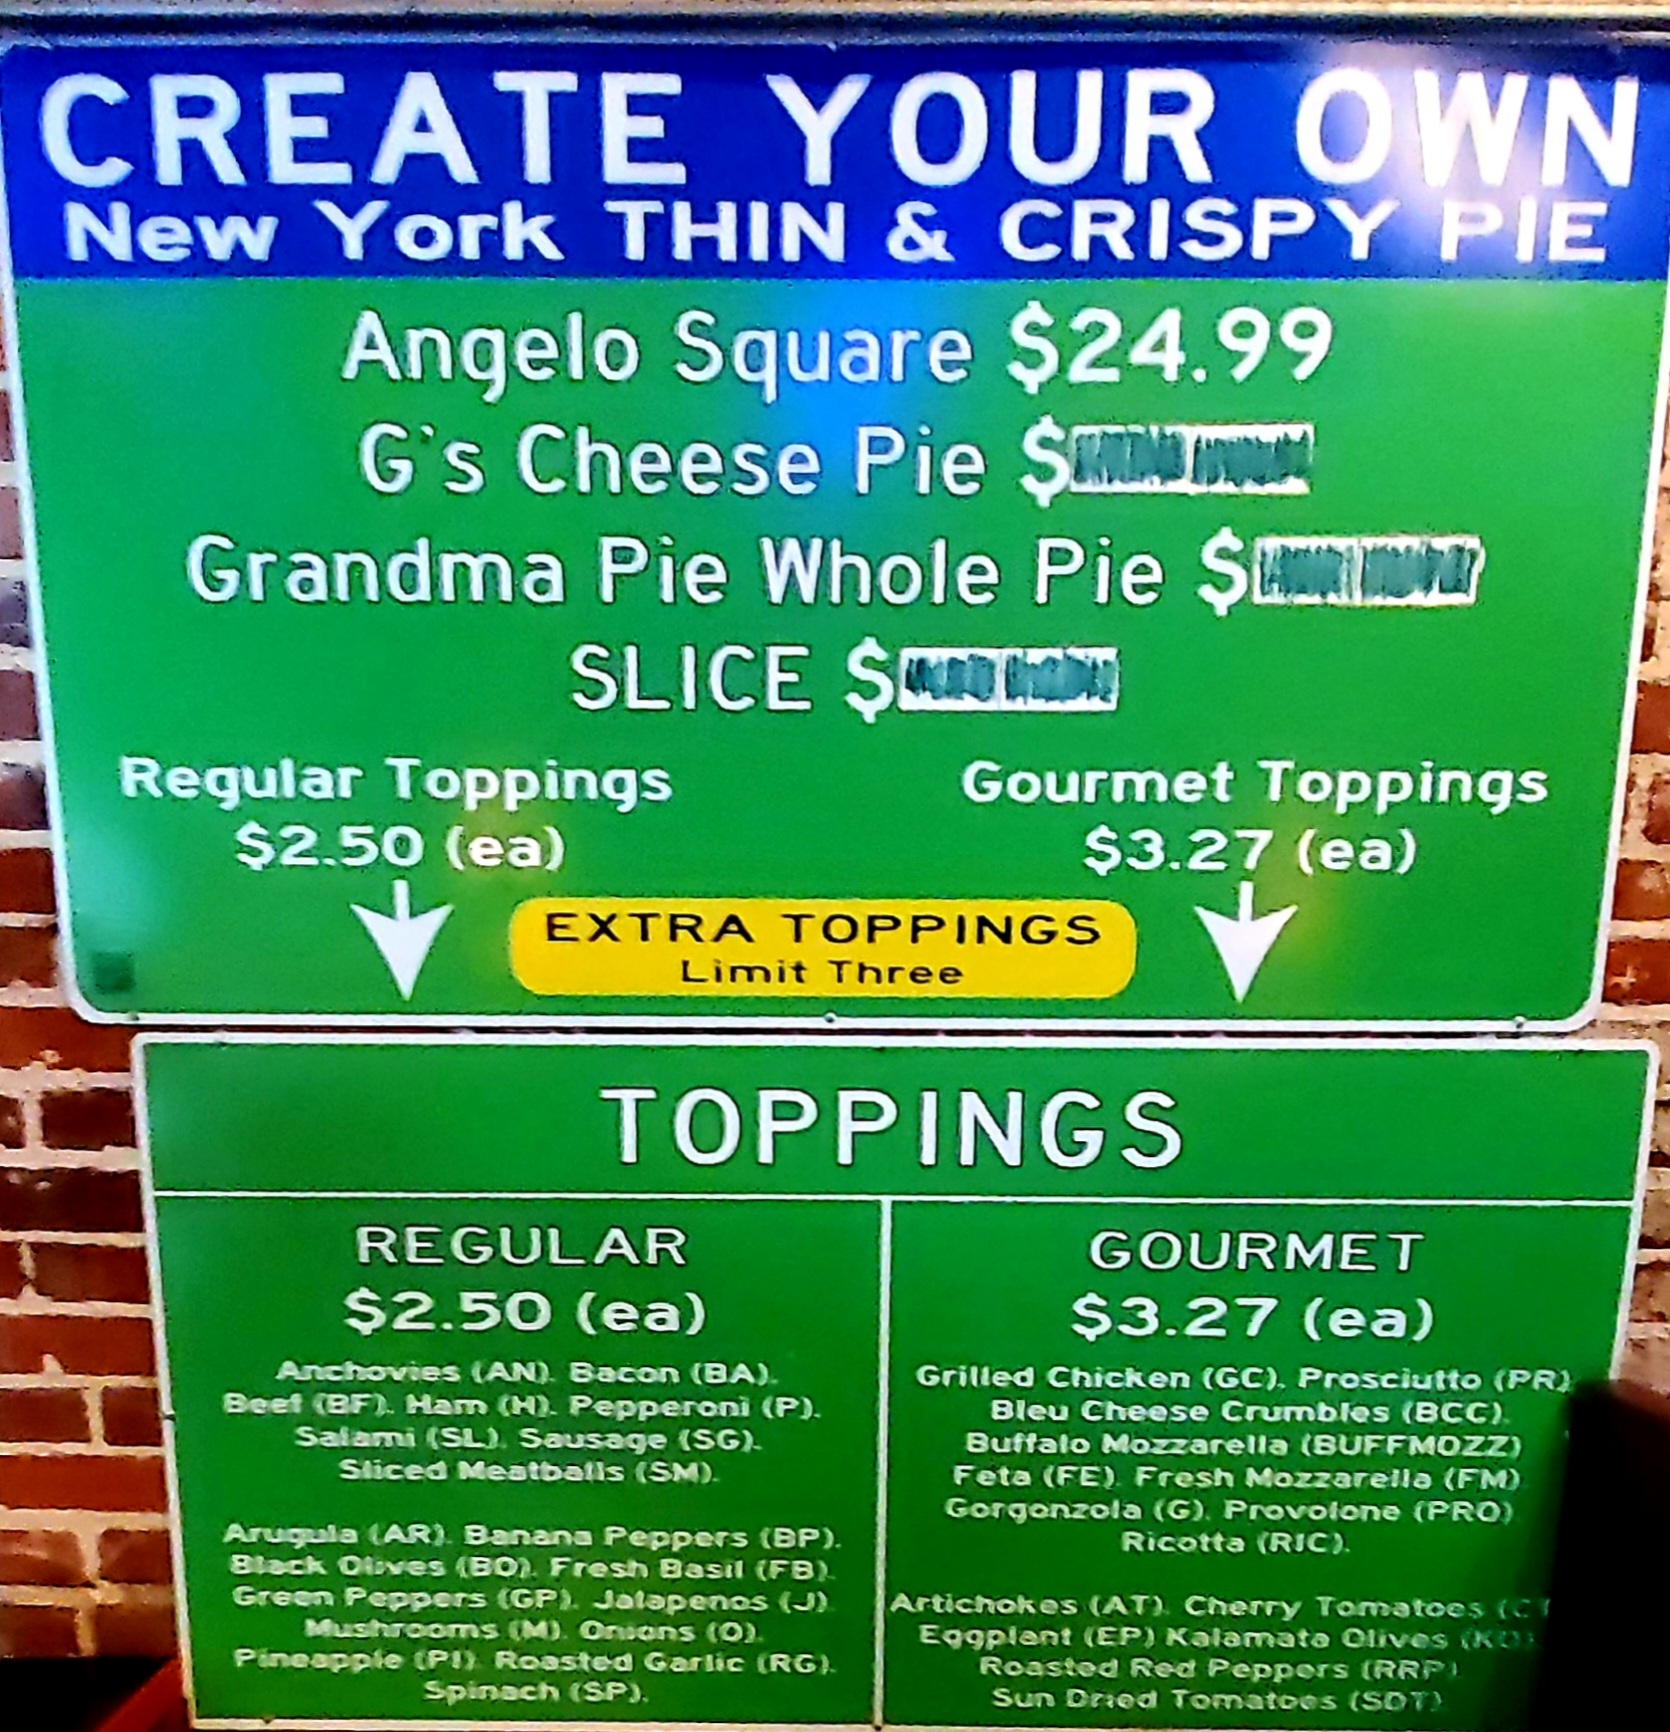 CREATE YOUR OWN
New York THIN & CRISPY PIE
Angelo Square $24.99
G's Cheese Pie $
Grandma Pie Whole Pie $
SLICE $
Regular Toppings
$2.50 (ea)
Gourmet Toppings
$3.27 (ea)
EXTRA TOPPINGS
Limit Three
TOPPINGS
REGULAR
$2.50 (ea)
Anchovies (AN). Bacon (BA).
Beef (BF). Ham (H). Pepperoni (P).
Salami (SL). Sausage (SG).
Sliced Meatballs (SM).
Arugula (AR). Banana Peppers (BP).
Black Olives (BO). Fresh Basil (FB).
Green Peppers (GP). Jalapenos (J)
Mushrooms (M). Onions (O).
Pineapple (PI). Roasted Garlic (RG).
Spinach (SP).
GOURMET
$3.27 (ea)
Grilled Chicken (GC). Prosciutto (PR)
Bleu Cheese Crumbles (BCC).
Buffalo Mozzarella (BUFFMOZZ)
Feta (FE). Fresh Mozzarella (FM)
Gorgonzola (G). Provolone (PRO)
Ricotta (RIC).
Artichokes (AT). Cherry Tomatoes
Eggplant (EP) Kalamata Olives (KO)
Roasted Red Peppers (RRP)
Sun Dried Tomatoes (SDT)